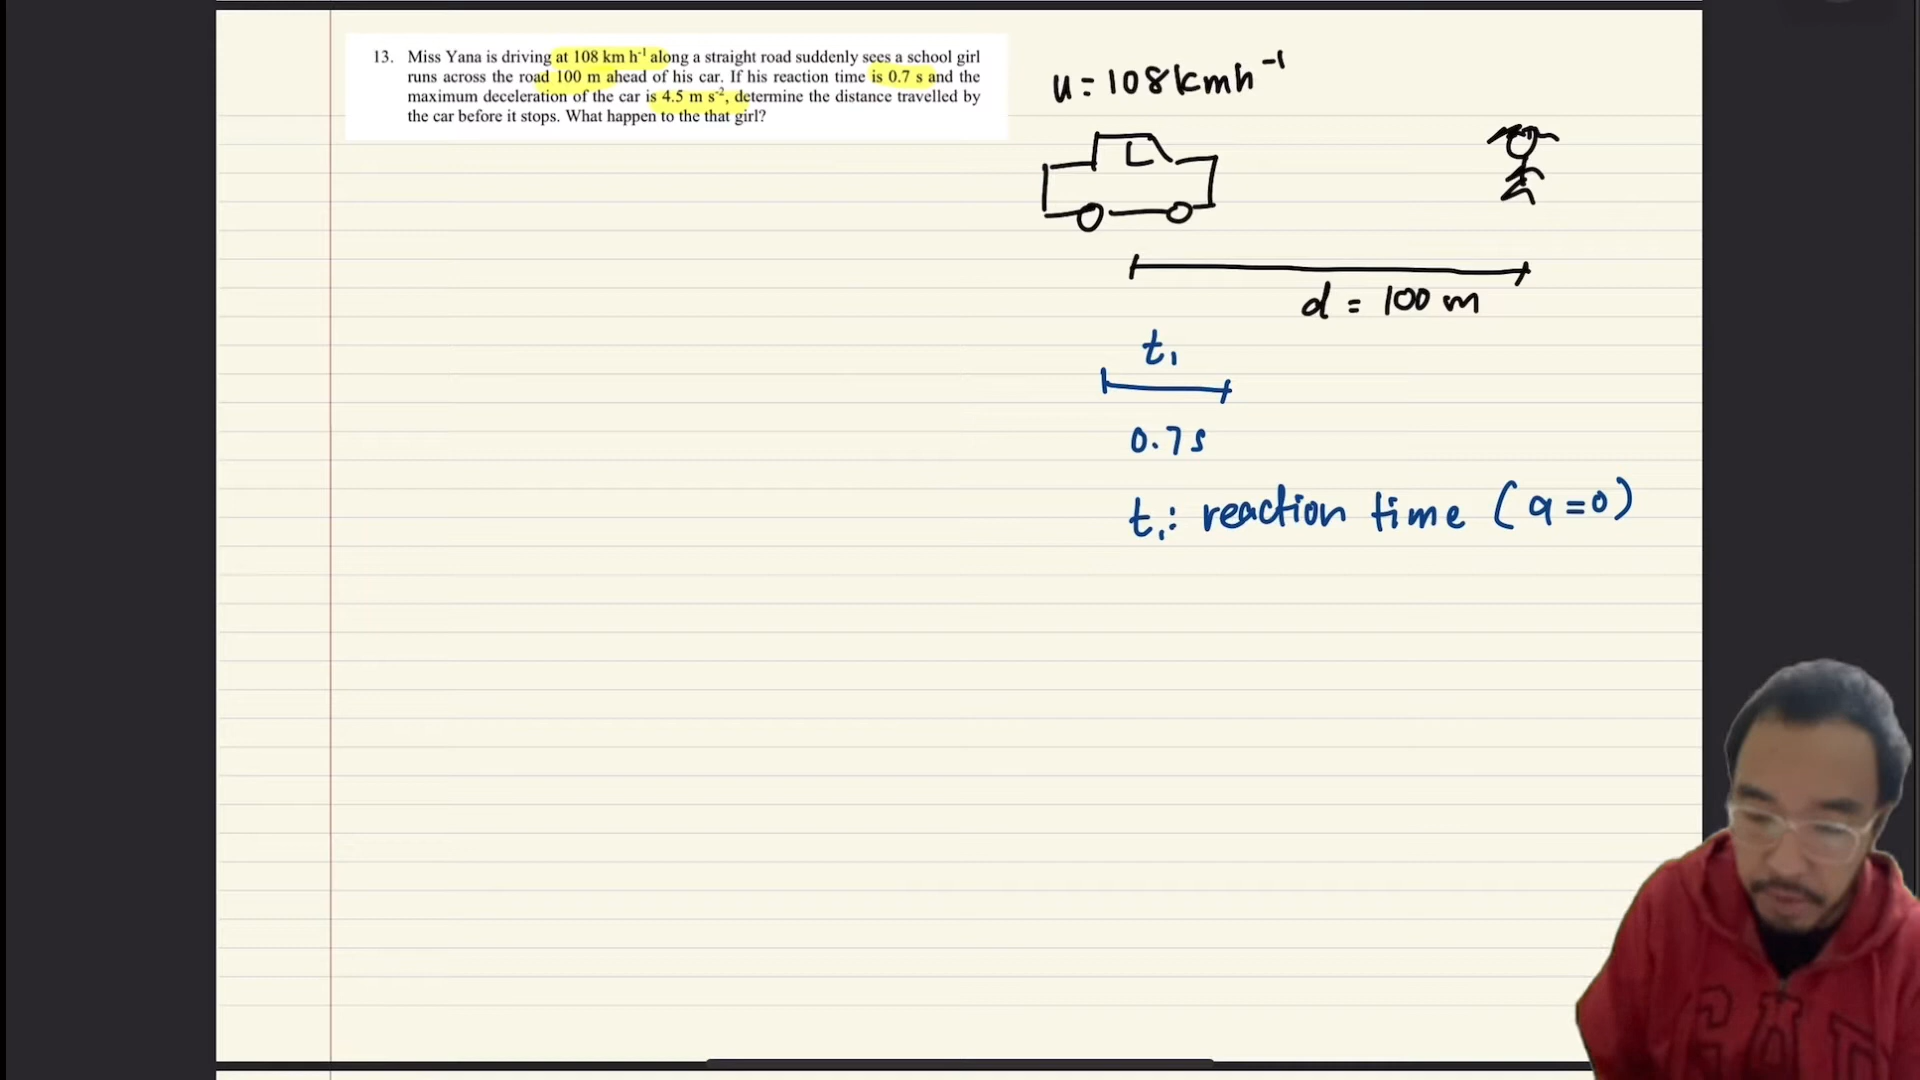 13. Miss Yana is driving at 108 km h⁻¹ along a straight road suddenly sees a school girl
runs across the road 100 m ahead of his car. If his reaction time is 0.7 s and the
maximum deceleration of the car is 4.5 m s⁻², determine the distance travelled by
the car before it stops. What happen to the that girl?
u = 108 kmh⁻¹
d = 100 m
t₁
0.7 s
t₁: reaction time (a = 0)
GAP